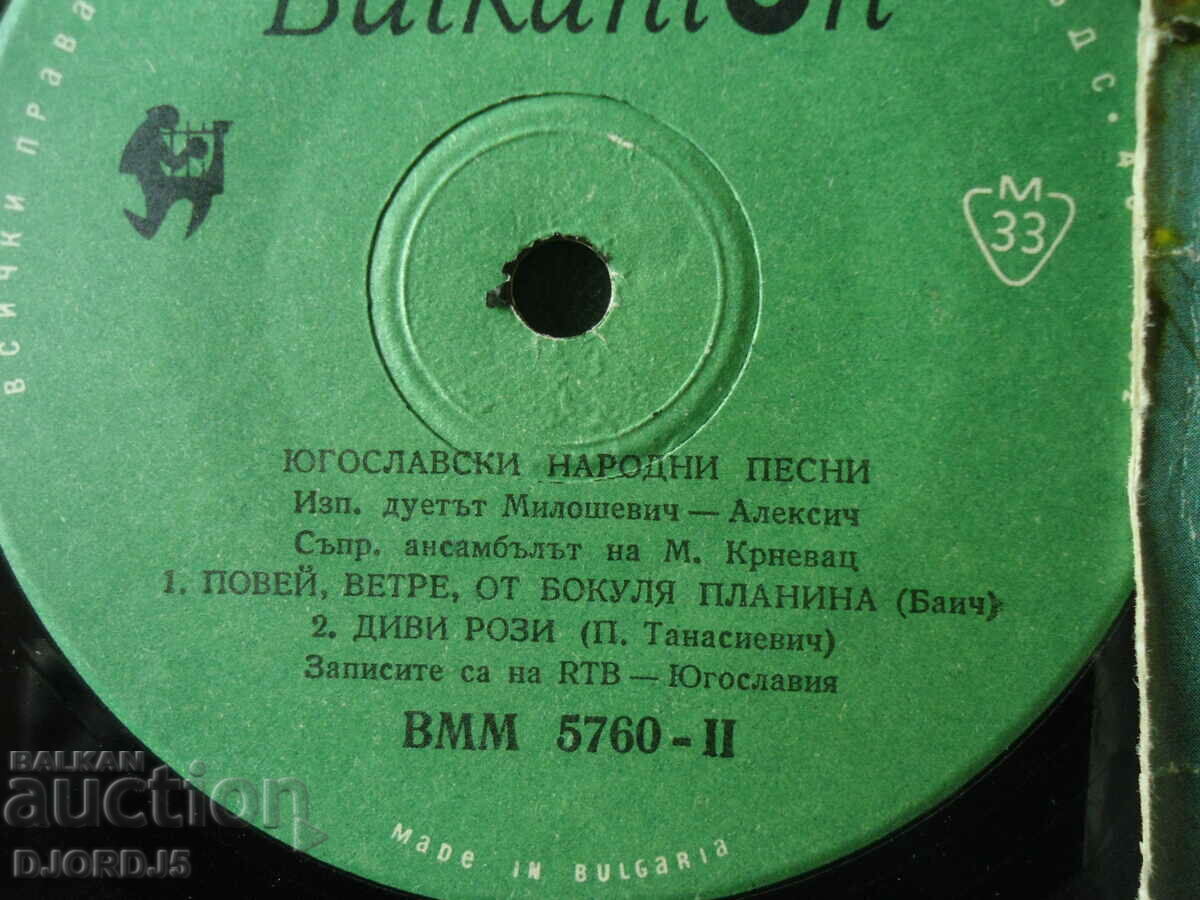 Balkanton
ВСИЧКИ ПРАВА
М
33
ЮГОСЛАВСКИ НАРОДНИ ПЕСНИ
Изп. дуетът Милошевич — Алексич
Съпр. ансамбълът на М. Крневац
1. ПОВЕЙ, ВЕТРЕ, ОТ БОКУЛЯ ПЛАНИНА (Баич)
2. ДИВИ РОЗИ (П. Танасиевич)
Записите са на RTB — Югославия
ВММ 5760 - II
MADE IN BULGARIA
BALKAN
auction
DJORDJ5